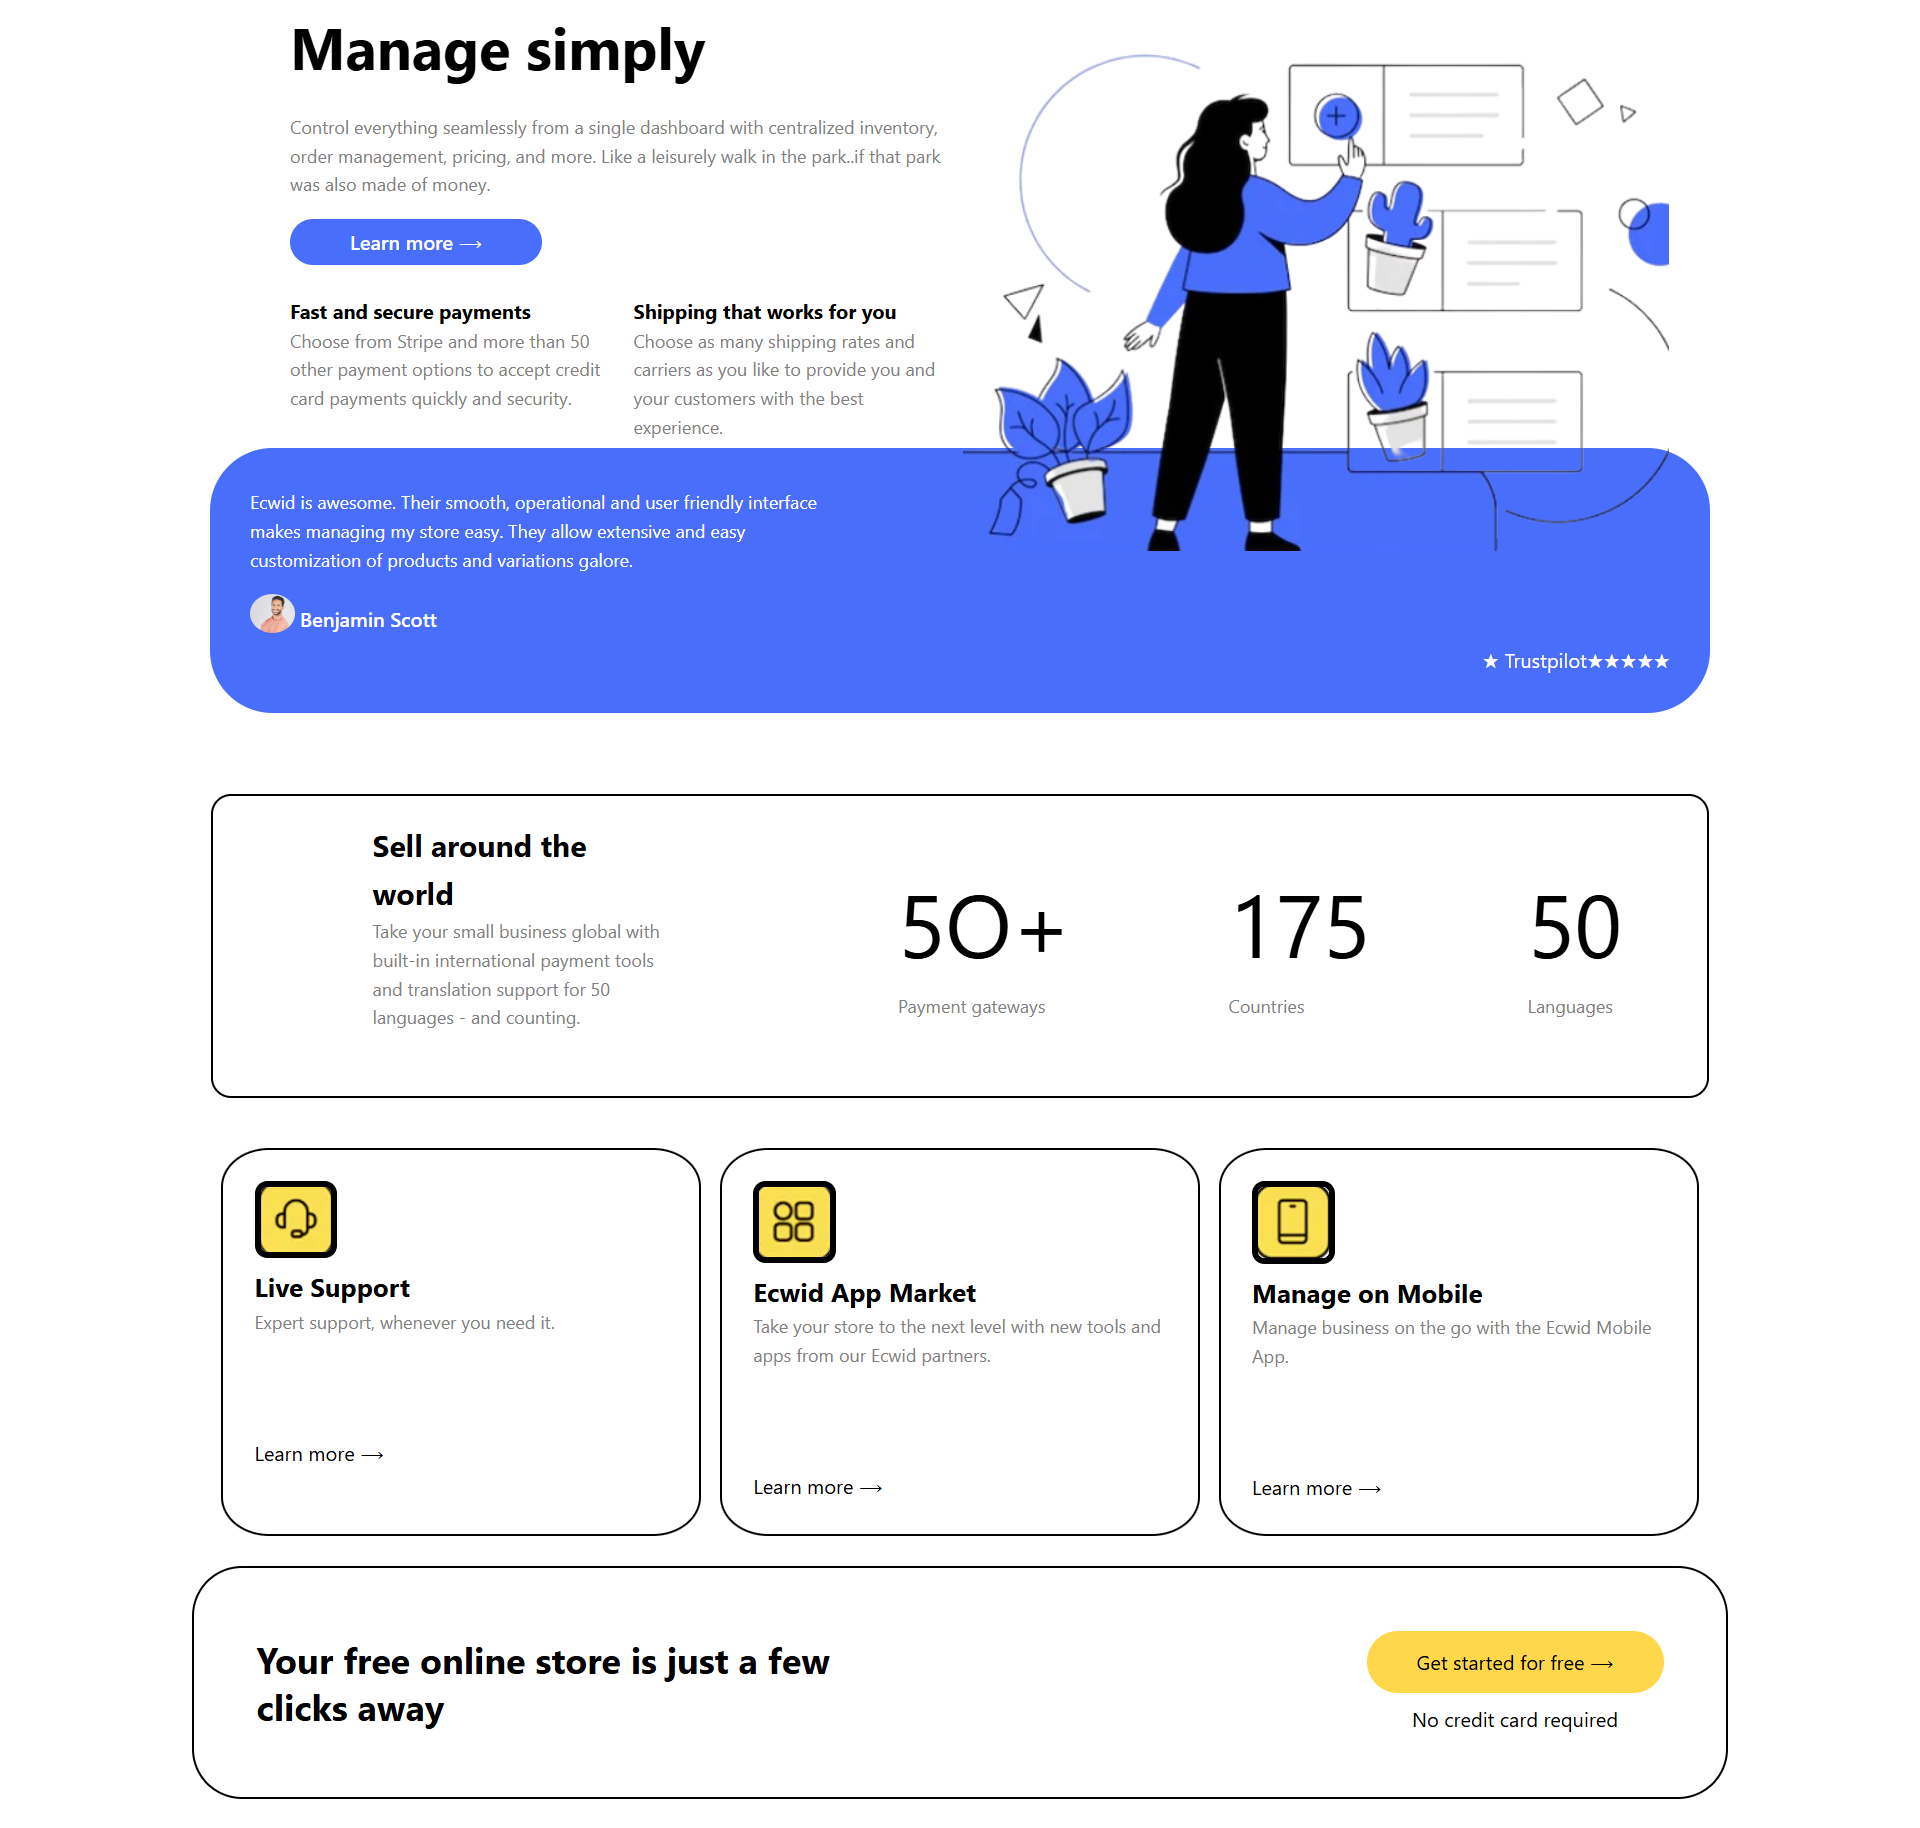 Manage simply
Control everything seamlessly from a single dashboard with centralized inventory,
order management, pricing, and more. Like a leisurely walk in the park..if that park
was also made of money.
Learn more ⟶
Fast and secure payments
Choose from Stripe and more than 50
other payment options to accept credit
card payments quickly and security.
Shipping that works for you
Choose as many shipping rates and
carriers as you like to provide you and
your customers with the best
experience.
Ecwid is awesome. Their smooth, operational and user friendly interface
makes managing my store easy. They allow extensive and easy
customization of products and variations galore.
Benjamin Scott
★ Trustpilot★★★★★
Sell around the
world
Take your small business global with
built-in international payment tools
and translation support for 50
languages - and counting.
5O+
Payment gateways
175
Countries
50
Languages
Live Support
Expert support, whenever you need it.
Learn more ⟶
Ecwid App Market
Take your store to the next level with new tools and
apps from our Ecwid partners.
Learn more ⟶
Manage on Mobile
Manage business on the go with the Ecwid Mobile
App.
Learn more ⟶
Your free online store is just a few
clicks away
Get started for free ⟶
No credit card required